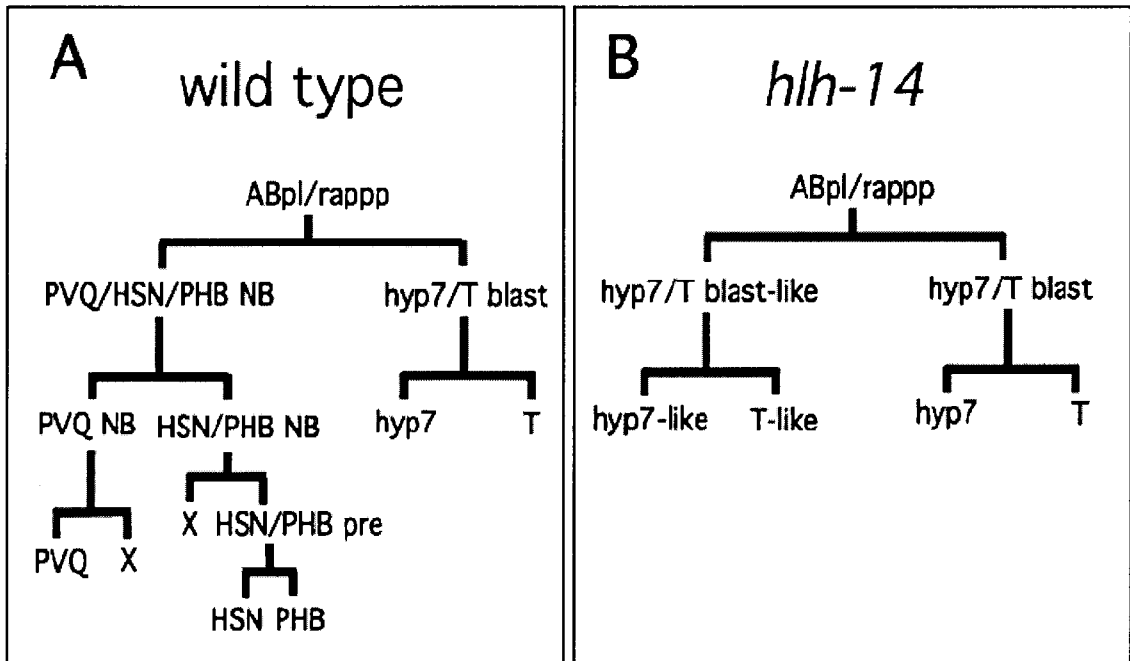 A
wild type
ABpl/rappp
PVQ/HSN/PHB NB
hyp7/T blast
PVQ NB
HSN/PHB NB
hyp7
T
X
HSN/PHB pre
PVQ
X
HSN
PHB
B
hlh-14
ABpl/rappp
hyp7/T blast-like
hyp7/T blast
hyp7-like
T-like
hyp7
T